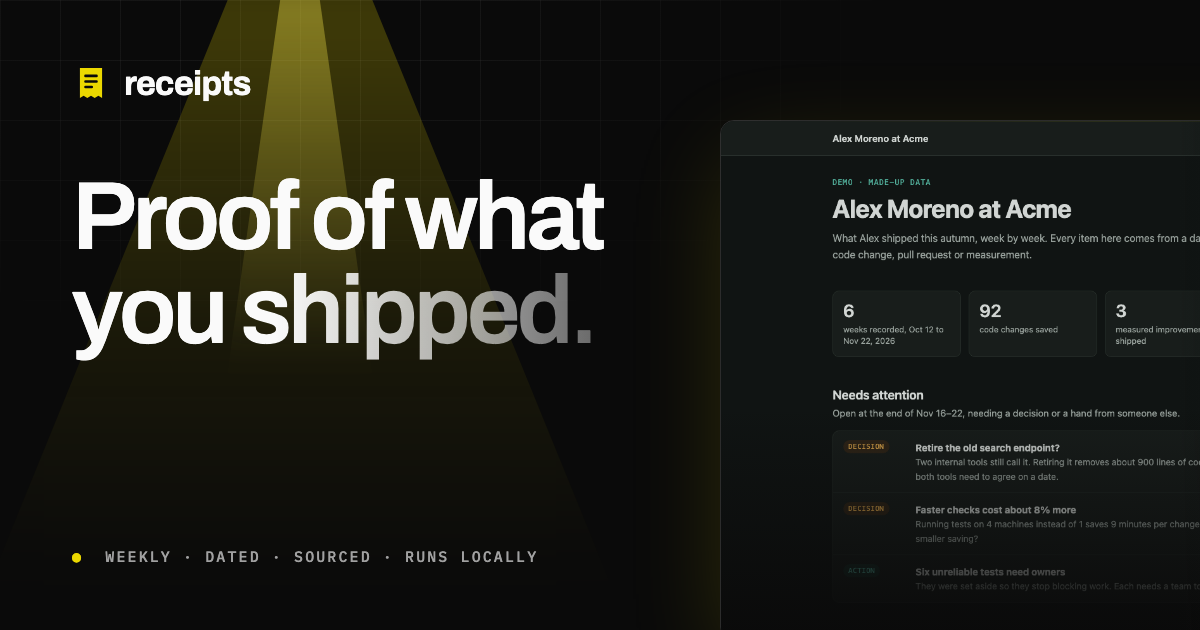 receipts
Proof of what
you shipped.
WEEKLY · DATED · SOURCED · RUNS LOCALLY
Alex Moreno at Acme
DEMO · MADE-UP DATA
Alex Moreno at Acme
What Alex shipped this autumn, week by week. Every item here comes from a
code change, pull request or measurement.
6
weeks recorded, Oct 12 to
Nov 22, 2026
92
code changes saved
3
measured
shipped
Needs attention
Open at the end of Nov 16–22, needing a decision or a hand from someone else.
DECISION
Retire the old search endpoint?
Two internal tools still call it. Retiring it removes about 900 lines of
both tools need to agree on a date.
DECISION
Faster checks cost about 8% more
Running tests on 4 machines instead of 1 saves 9 minutes per
smaller saving?
ACTION
Six unreliable tests need owners
They were set aside so they stop blocking work. Each needs a team